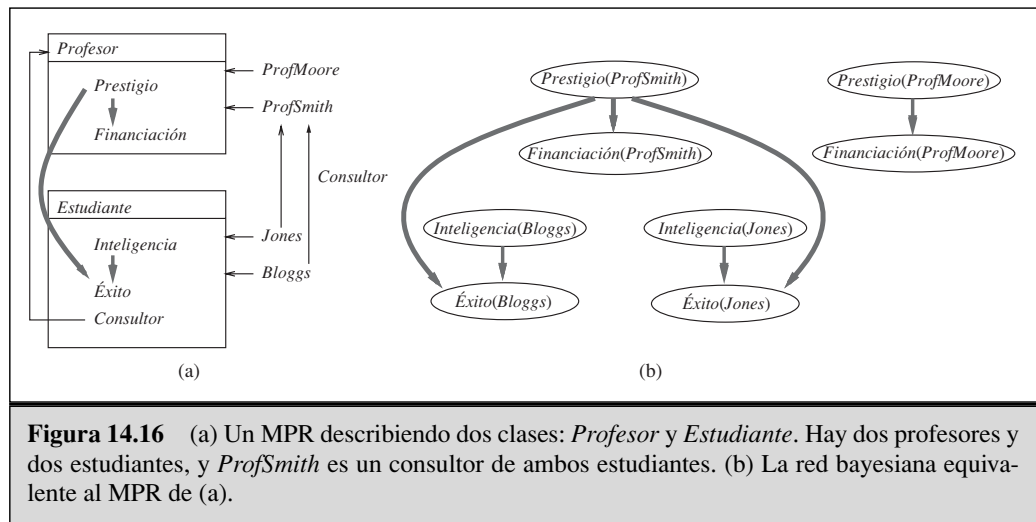 Profesor
Prestigio
Financiación
ProfMoore
ProfSmith
Consultor
Estudiante
Inteligencia
Éxito
Consultor
Jones
Bloggs
(a)
Prestigio(ProfSmith)
Prestigio(ProfMoore)
Financiación(ProfSmith)
Financiación(ProfMoore)
Inteligencia(Bloggs)
Inteligencia(Jones)
Éxito(Bloggs)
Éxito(Jones)
(b)
Figura 14.16 (a) Un MPR describiendo dos clases: Profesor y Estudiante. Hay dos profesores y
dos estudiantes, y ProfSmith es un consultor de ambos estudiantes. (b) La red bayesiana equiva-
lente al MPR de (a).